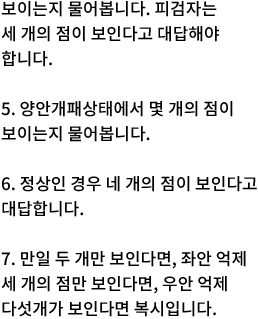 보이는지 물어봅니다. 피검자는
세 개의 점이 보인다고 대답해야
합니다.
5. 양안개패상태에서 몇 개의 점이
보이는지 물어봅니다.
6. 정상인 경우 네 개의 점이 보인다고
대답합니다.
7. 만일 두 개만 보인다면, 좌안 억제
세 개의 점만 보인다면, 우안 억제
다섯개가 보인다면 복시입니다.